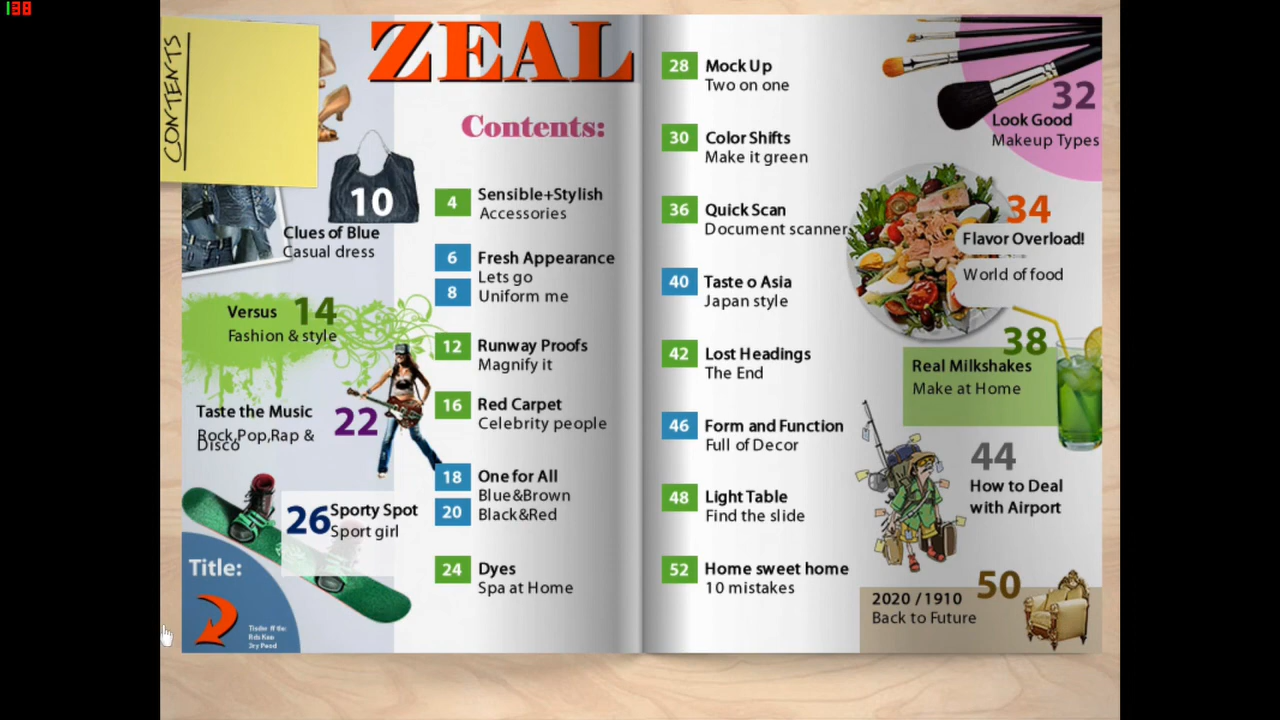 138
CONTENTS
ZEAL
Contents:
10
Clues of Blue
Casual dress
Versus 14
Fashion & style
Taste the Music
Rock,Pop,Rap &
Disco
22
26 Sporty Spot
Sport girl
Title:
4 Sensible+Stylish
Accessories
6 Fresh Appearance
Lets go
8 Uniform me
12 Runway Proofs
Magnify it
16 Red Carpet
Celebrity people
18 One for All
Blue&Brown
20 Black&Red
24 Dyes
Spa at Home
28 Mock Up
Two on one
30 Color Shifts
Make it green
36 Quick Scan
Document scanner
40 Taste o Asia
Japan style
42 Lost Headings
The End
46 Form and Function
Full of Decor
48 Light Table
Find the slide
52 Home sweet home
10 mistakes
32
Look Good
Makeup Types
34
Flavor Overload!
World of food
38
Real Milkshakes
Make at Home
44
How to Deal
with Airport
50
2020 / 1910
Back to Future